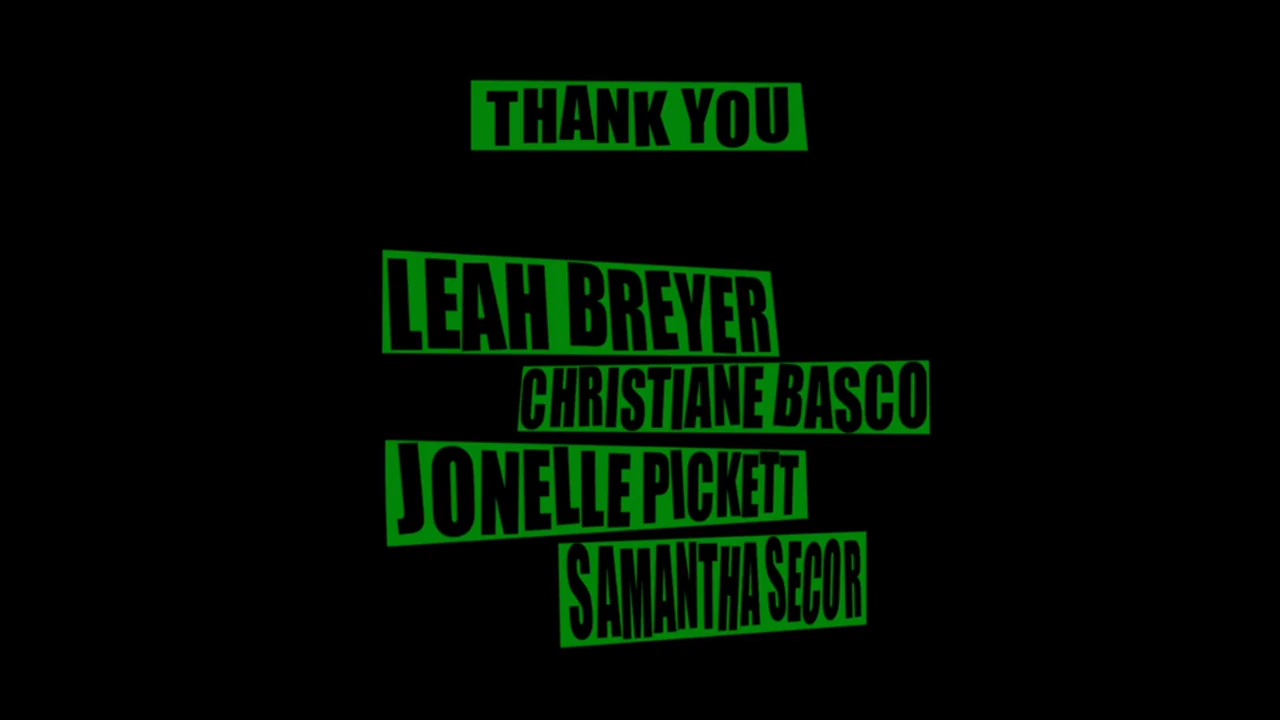 THANK YOU
LEAH BREYER
CHRISTIANE BASCO
JONELLE PICKETT
SAMANTHA SECOR